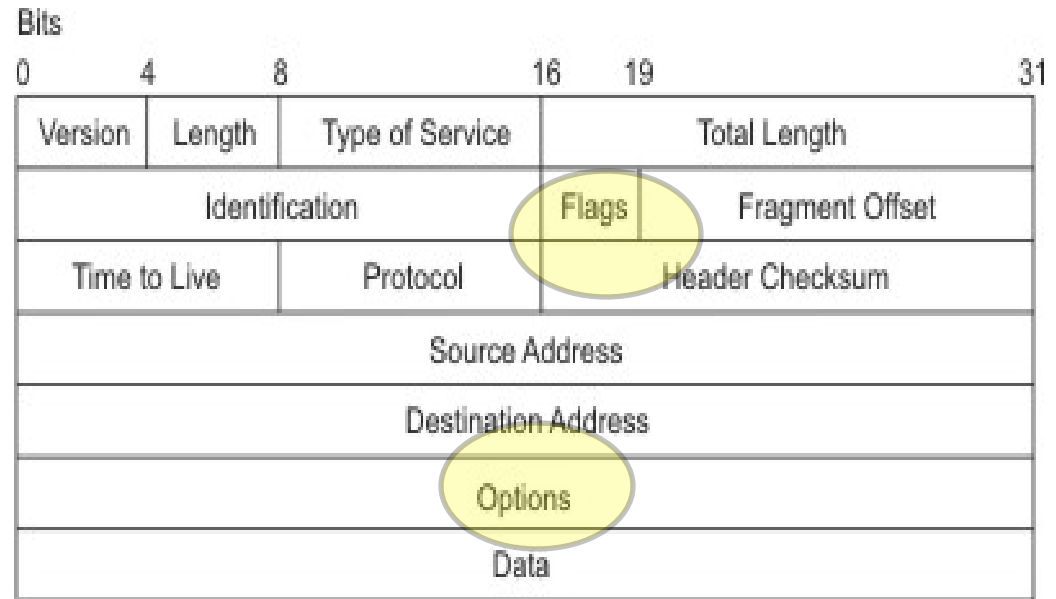 Bits
0 4 8 16 19 31
Version Length Type of Service Total Length
Identification Flags Fragment Offset
Time to Live Protocol Header Checksum
Source Address
Destination Address
Options
Data